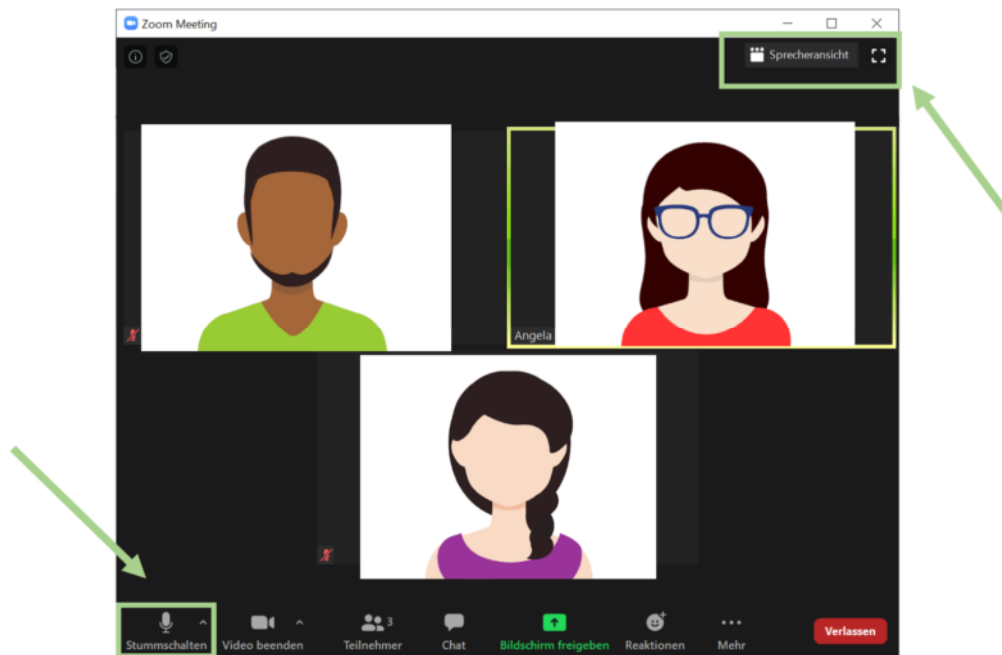 Zoom Meeting
Sprecheransicht
Angela
3
Stummschalten
Video beenden
Teilnehmer
Chat
Bildschirm freigeben
Reaktionen
Mehr
Verlassen